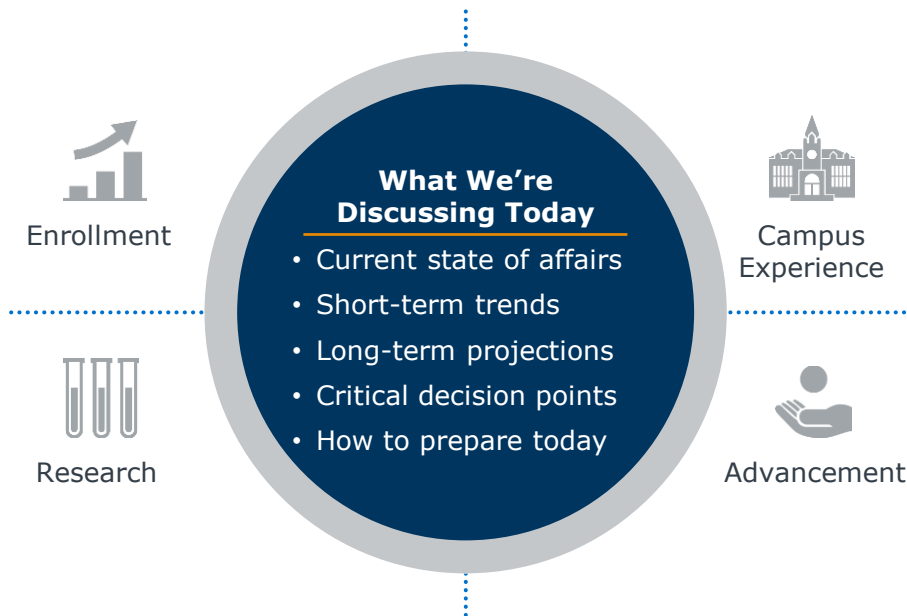 What We’re
Discussing Today
• Current state of affairs
• Short-term trends
• Long-term projections
• Critical decision points
• How to prepare today
Enrollment
Campus
Experience
Research
Advancement